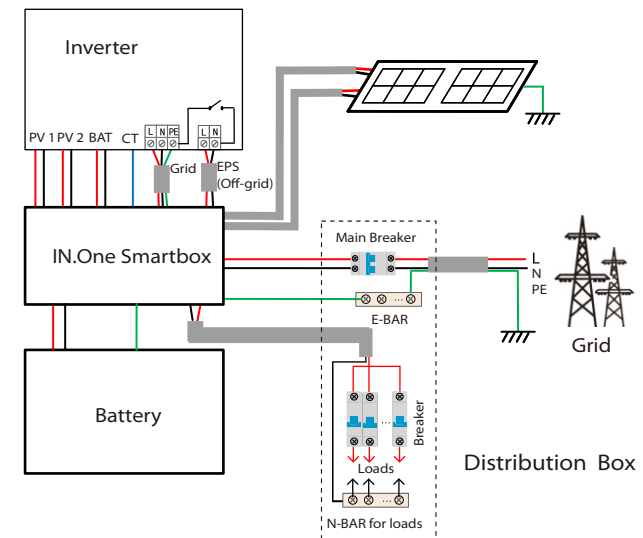 Inverter
PV 1 PV 2 BAT CT
L N PE
L N
Grid
EPS
(Off-grid)
IN.One Smartbox
Main Breaker
L
N
PE
E-BAR
Grid
Battery
Breaker
Loads
Distribution Box
N-BAR for loads